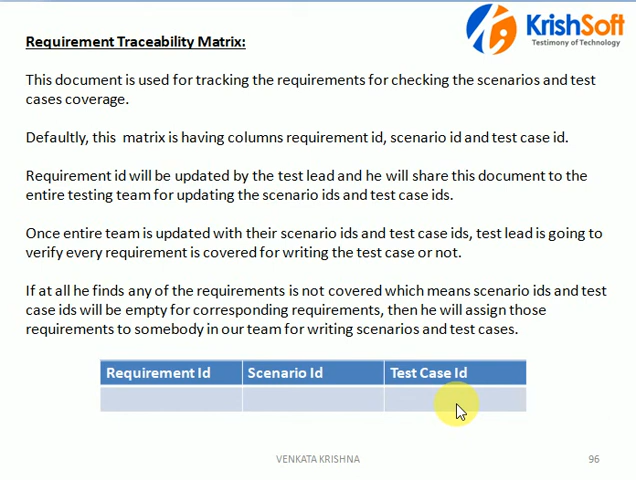 KrishSoft
Testimony of Technology
Requirement Traceability Matrix:
This document is used for tracking the requirements for checking the scenarios and test
cases coverage.
Defaultly, this matrix is having columns requirement id, scenario id and test case id.
Requirement id will be updated by the test lead and he will share this document to the
entire testing team for updating the scenario ids and test case ids.
Once entire team is updated with their scenario ids and test case ids, test lead is going to
verify every requirement is covered for writing the test case or not.
If at all he finds any of the requirements is not covered which means scenario ids and test
case ids will be empty for corresponding requirements, then he will assign those
requirements to somebody in our team for writing scenarios and test cases.
Requirement Id Scenario Id Test Case Id
VENKATA KRISHNA 96